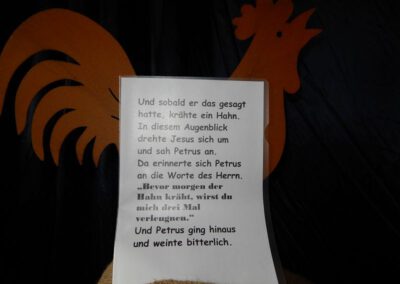 Und sobald er das gesagt
hatte, krähte ein Hahn.
In diesem Augenblick
drehte Jesus sich um
und sah Petrus an.
Da erinnerte sich Petrus
an die Worte des Herrn,
„Bevor morgen der
Hahn kräht, wirst du
mich drei Mal
verleugnen.“
Und Petrus ging hinaus
und weinte bitterlich.